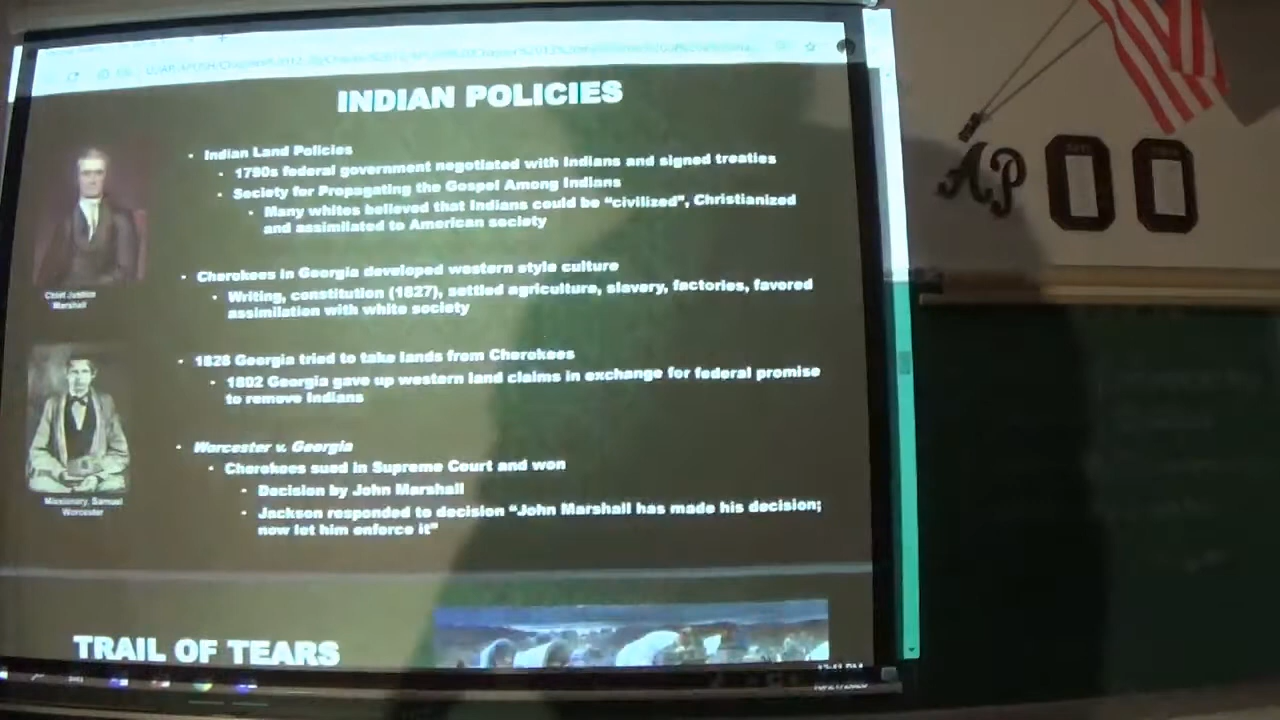 INDIAN POLICIES
• Indian Land Policies
• 1790s federal government negotiated with Indians and signed treaties
• Society for Propagating the Gospel Among Indians
• Many whites believed that Indians could be "civilized", Christianized
and assimilated to American society
Chief Justice
Marshall
• Cherokees in Georgia developed western style culture
• Writing, constitution (1827), settled agriculture, slavery, factories, favored
assimilation with white society
• 1828 Georgia tried to take lands from Cherokees
• 1802 Georgia gave up western land claims in exchange for federal promise
to remove Indians
• Worcester v. Georgia
• Cherokees sued in Supreme Court and won
• Decision by John Marshall
• Jackson responded to decision "John Marshall has made his decision;
now let him enforce it"
Missionary, Samuel
Worcester
TRAIL OF TEARS
AP 00